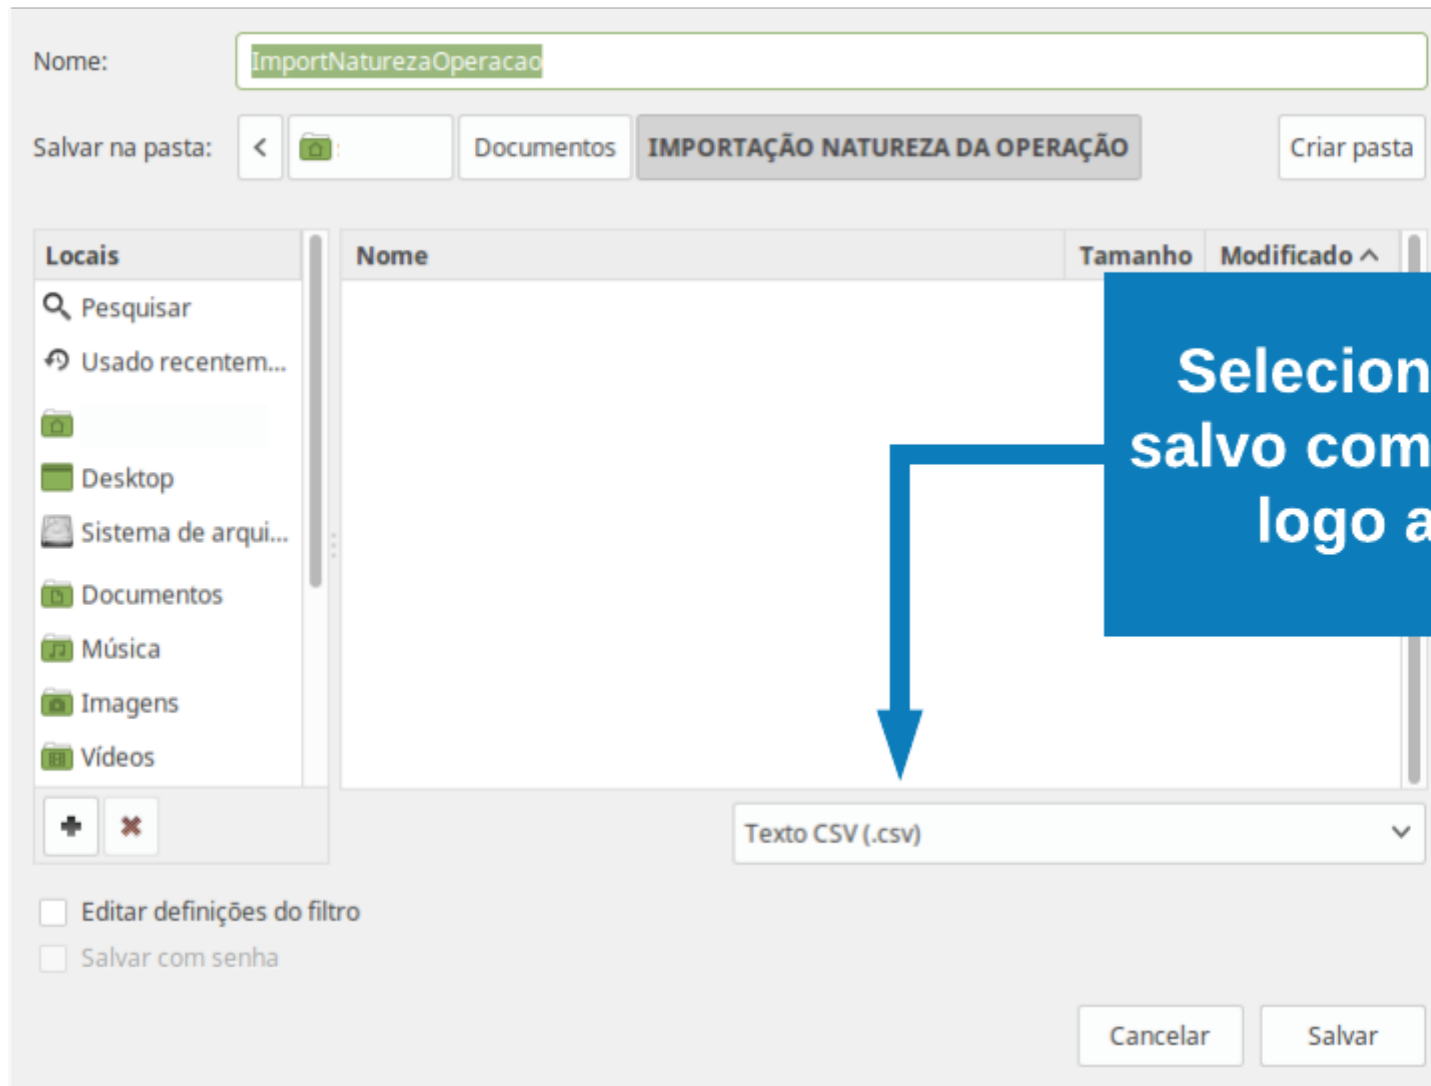 Nome: ImportNaturezaOperacao
Salvar na pasta: Documentos IMPORTAÇÃO NATUREZA DA OPERAÇÃO Criar pasta
Locais Nome Tamanho Modificado
Pesquisar
Usado recentem...
Desktop
Sistema de arqui...
Documentos
Música
Imagens
Vídeos
Selecion
salvo com
logo a
Texto CSV (.csv)
Editar definições do filtro
Salvar com senha
Cancelar Salvar